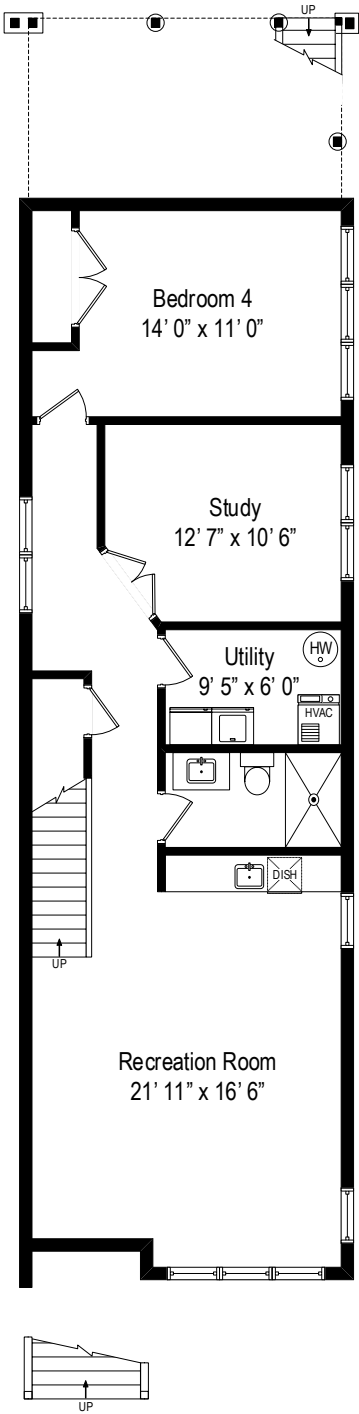 UP
Bedroom 4
14’ 0” x 11’ 0”
Study
12’ 7” x 10’ 6”
Utility
9’ 5” x 6’ 0”
HW
HVAC
DISH
UP
Recreation Room
21’ 11” x 16’ 6”
UP